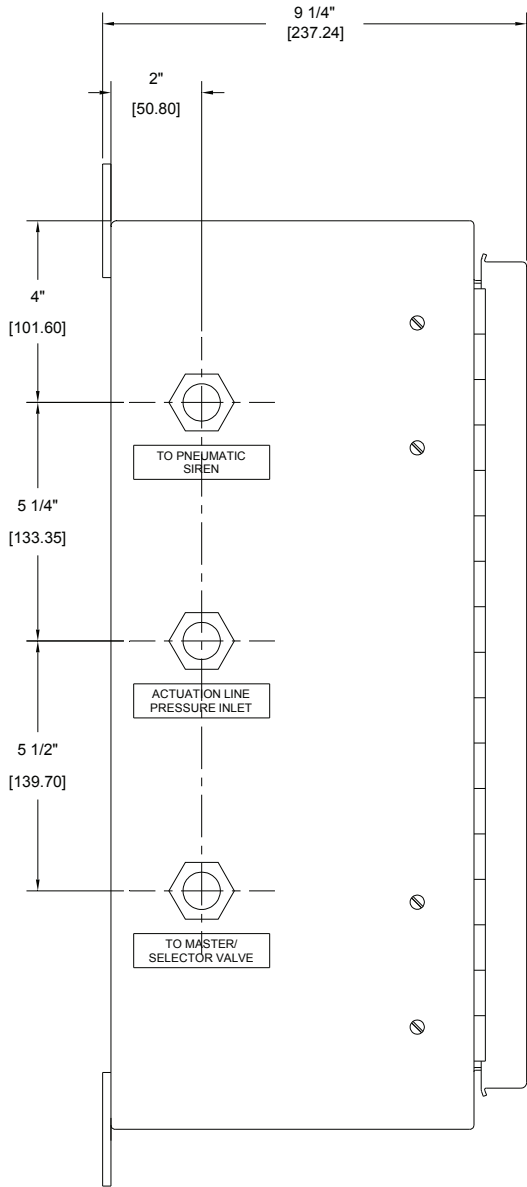 9 1/4"
[237.24]
2"
[50.80]
4"
[101.60]
TO PNEUMATIC
SIREN
5 1/4"
[133.35]
ACTUATION LINE
PRESSURE INLET
5 1/2"
[139.70]
TO MASTER/
SELECTOR VALVE